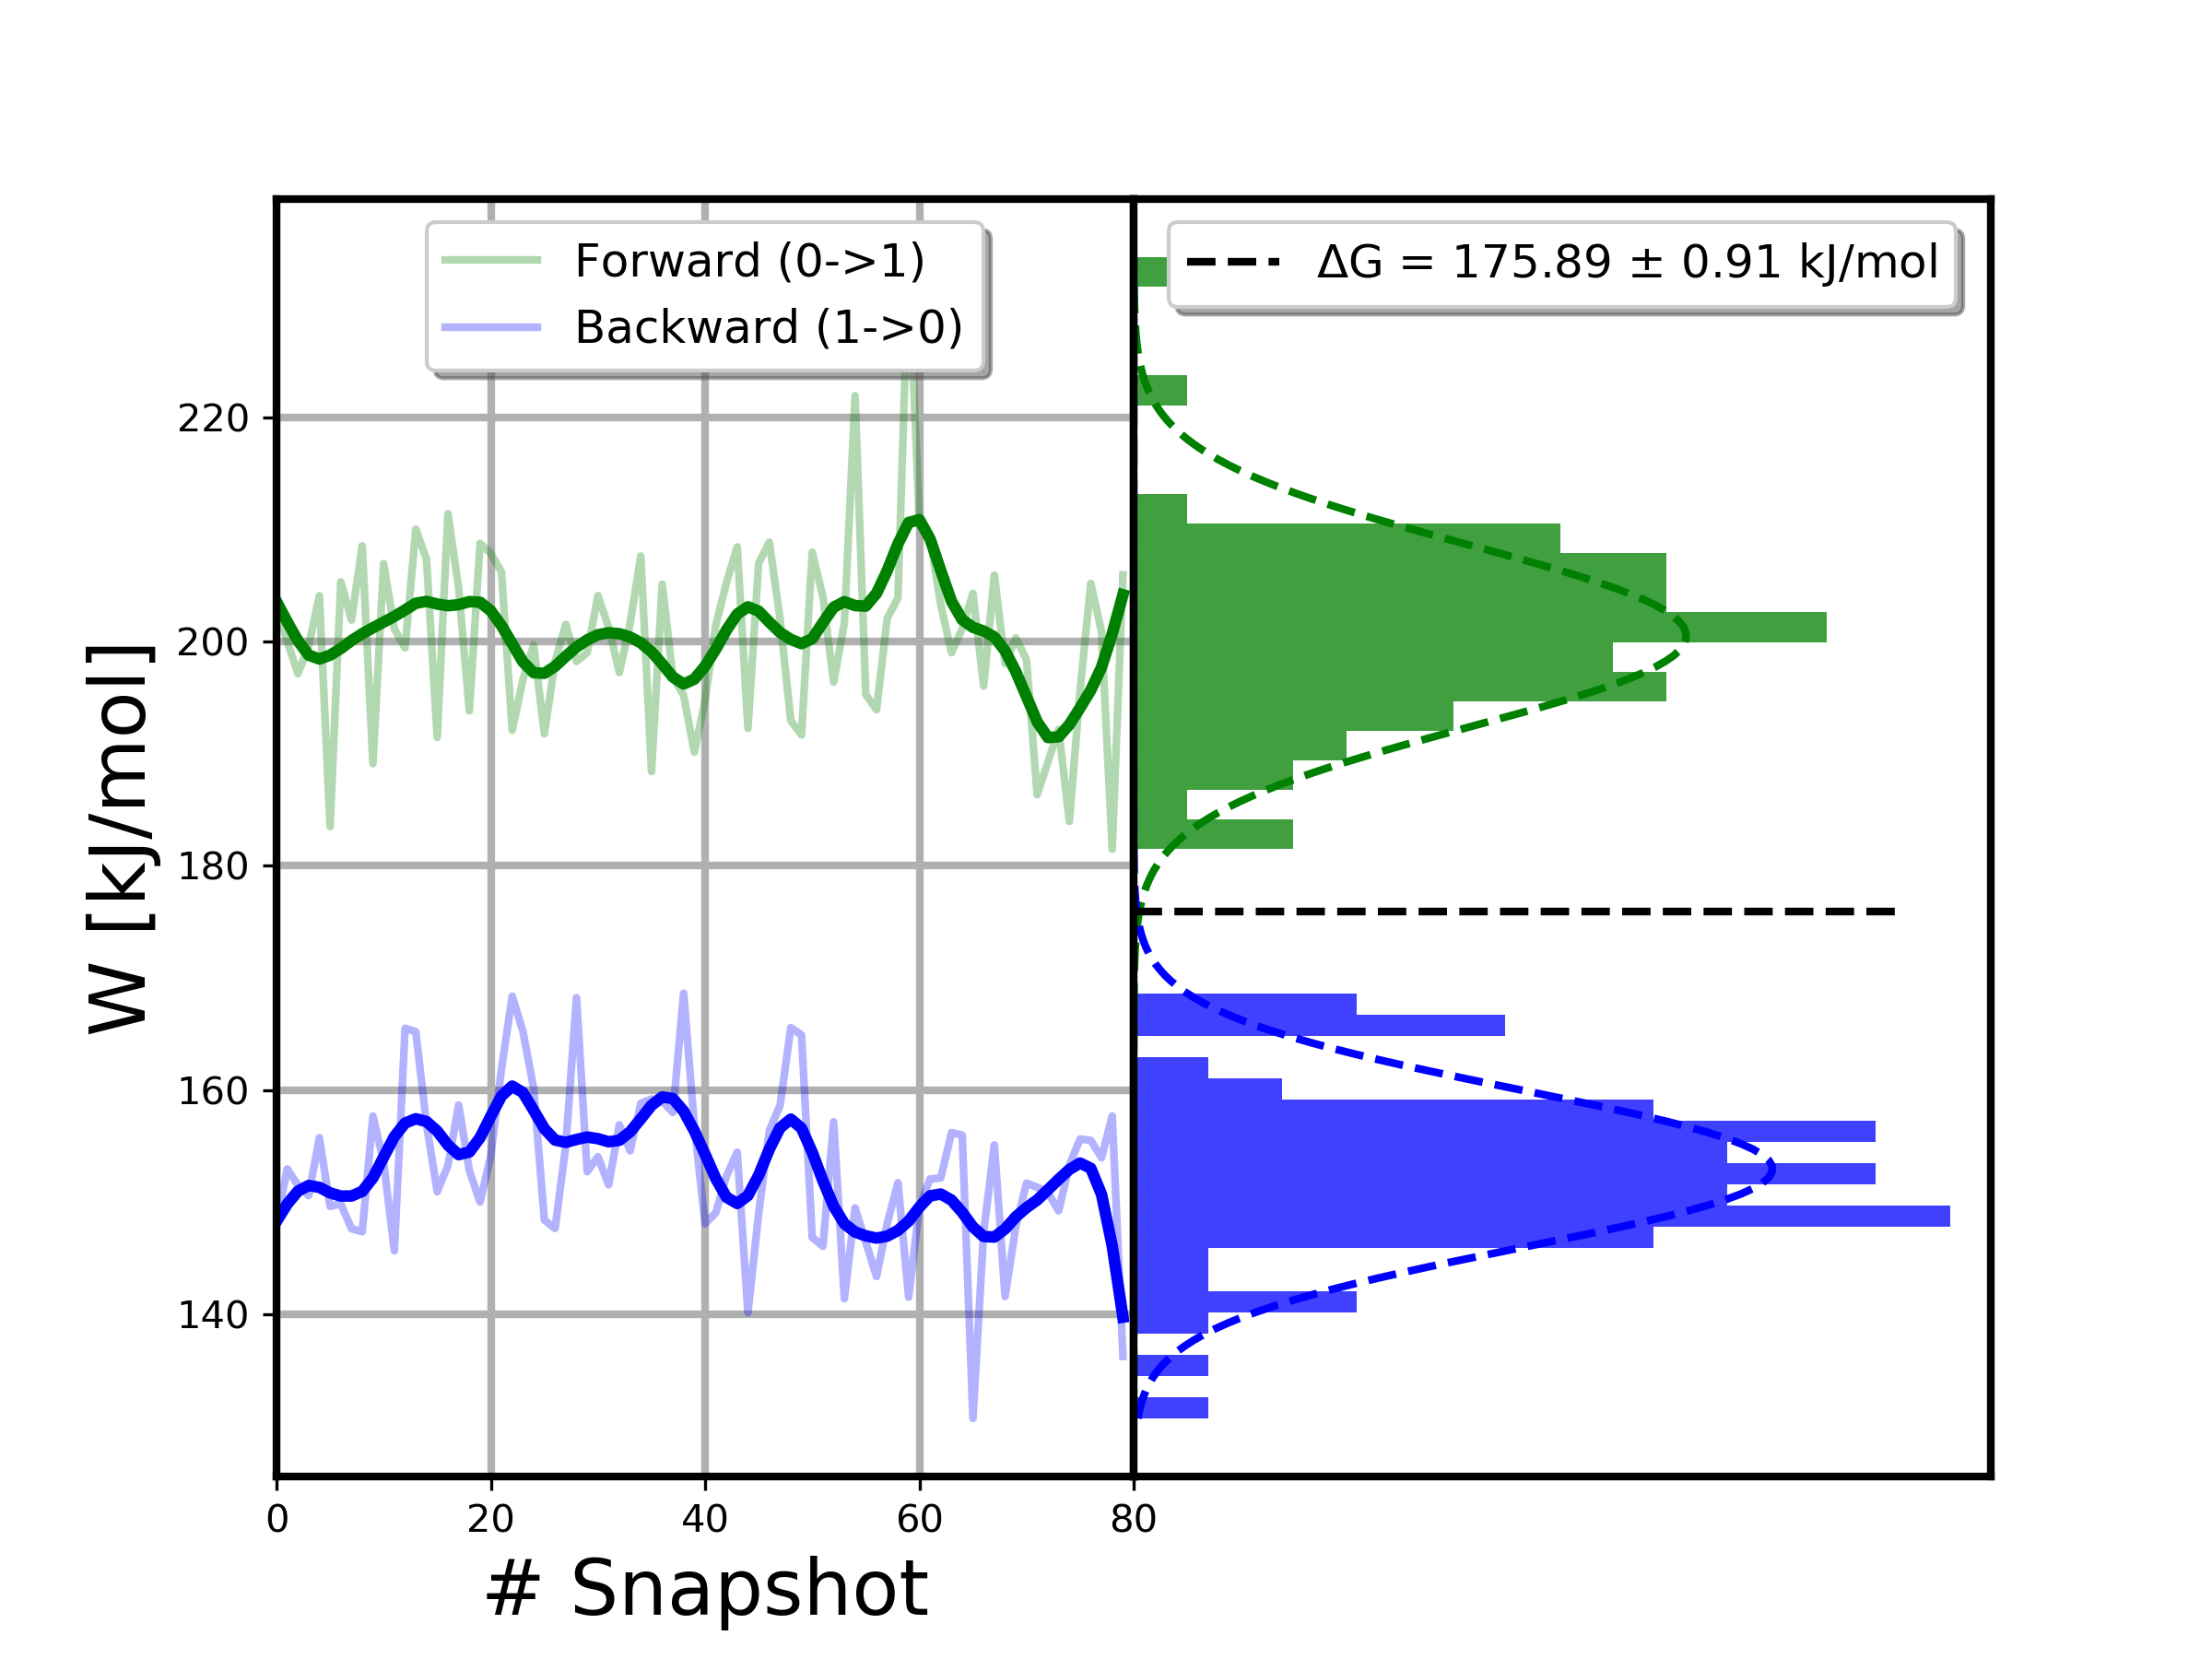 Forward (0->1)
Backward (1->0)
ΔG = 175.89 ± 0.91 kJ/mol
W [kJ/mol]
220
200
180
160
140
0 20 40 60 80
# Snapshot